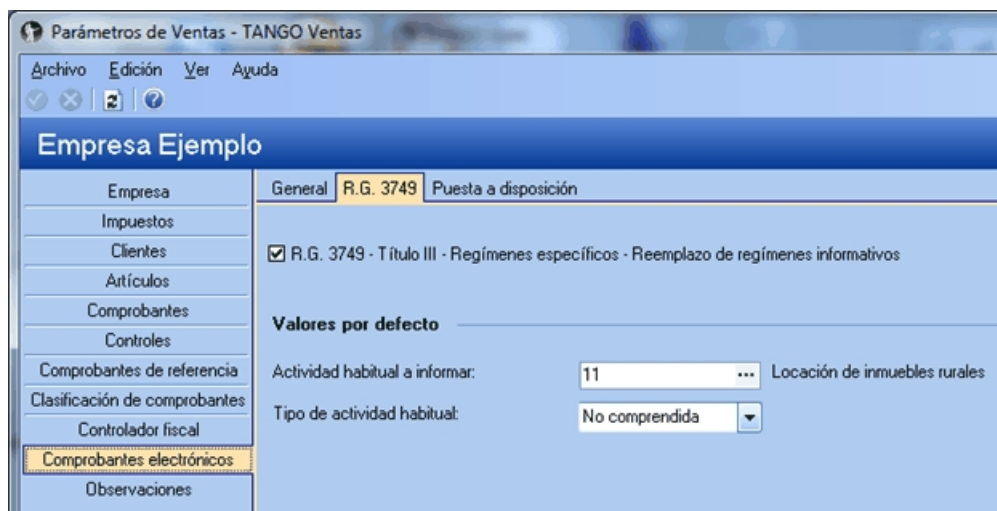 Parámetros de Ventas - TANGO Ventas
Archivo Edición Ver Ayuda
Empresa Ejemplo
Empresa
Impuestos
Clientes
Artículos
Comprobantes
Controles
Comprobantes de referencia
Clasificación de comprobantes
Controlador fiscal
Comprobantes electrónicos
Observaciones
General R.G. 3749 Puesta a disposición
R.G. 3749 - Título III - Regímenes específicos - Reemplazo de regímenes informativos
Valores por defecto
Actividad habitual a informar: 11 ... Locación de inmuebles rurales
Tipo de actividad habitual: No comprendida